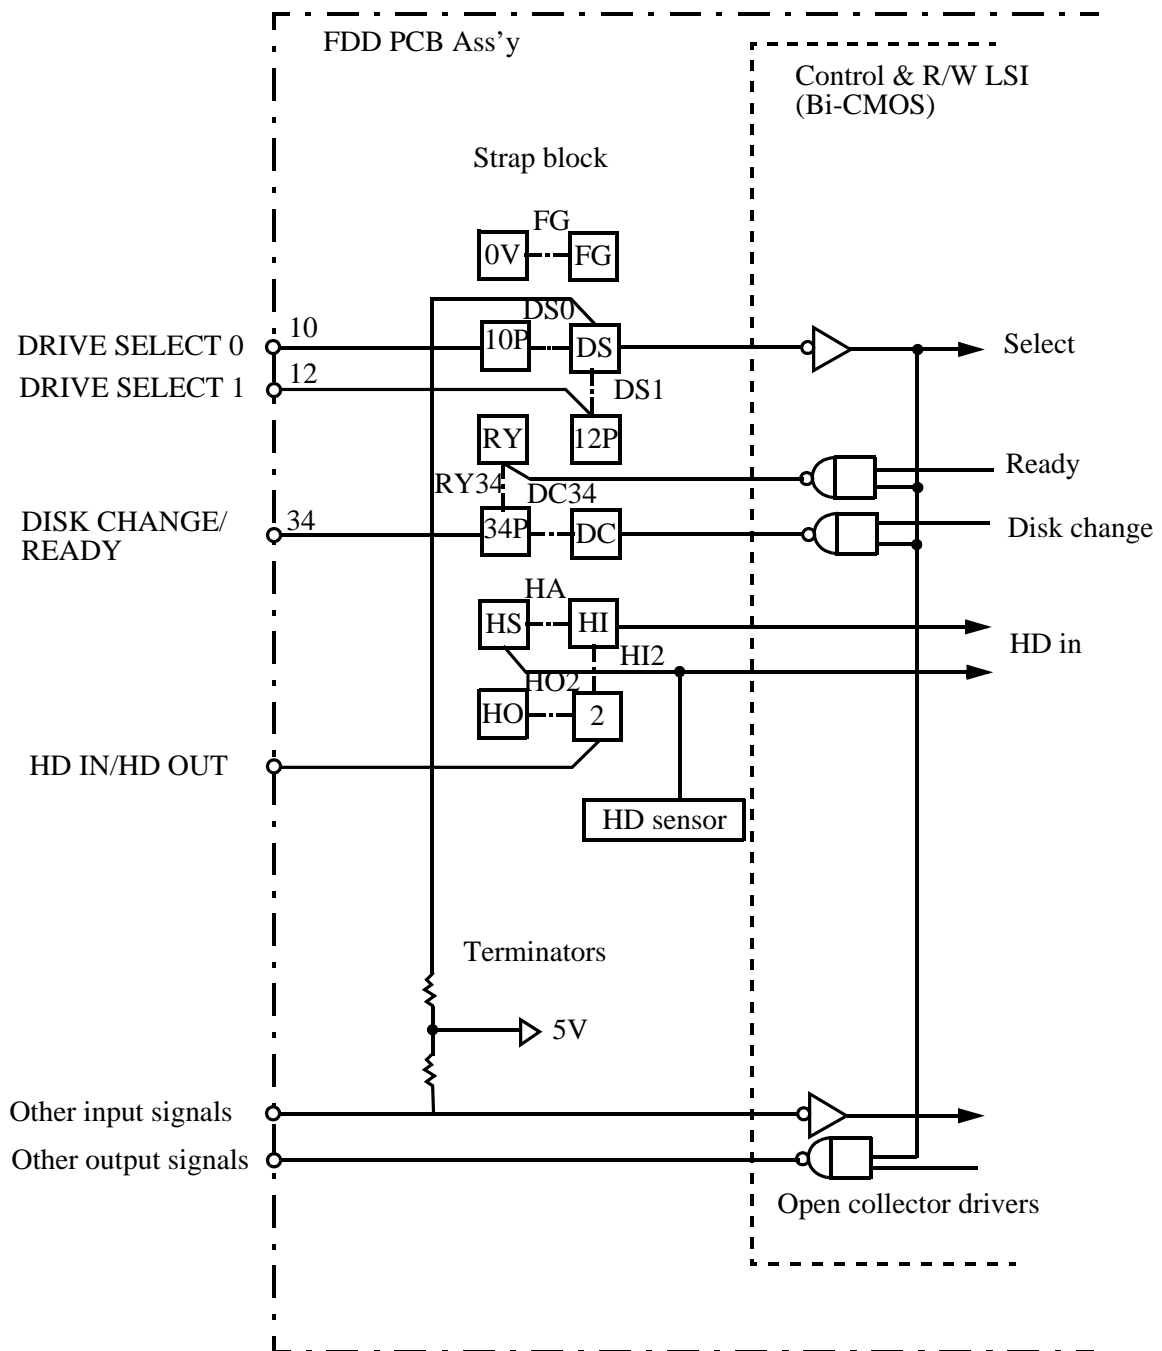 FDD PCB Ass'y
Control & R/W LSI
(Bi-CMOS)
Strap block
FG
0V
FG
DS0
DRIVE SELECT 0
10
10P
DS
Select
DRIVE SELECT 1
12
DS1
RY
12P
Ready
RY34
DC34
DISK CHANGE/
READY
34
34P
DC
Disk change
HA
HS
HI
HD in
HI2
HO2
HO
2
HD IN/HD OUT
HD sensor
Terminators
5V
Other input signals
Other output signals
Open collector drivers